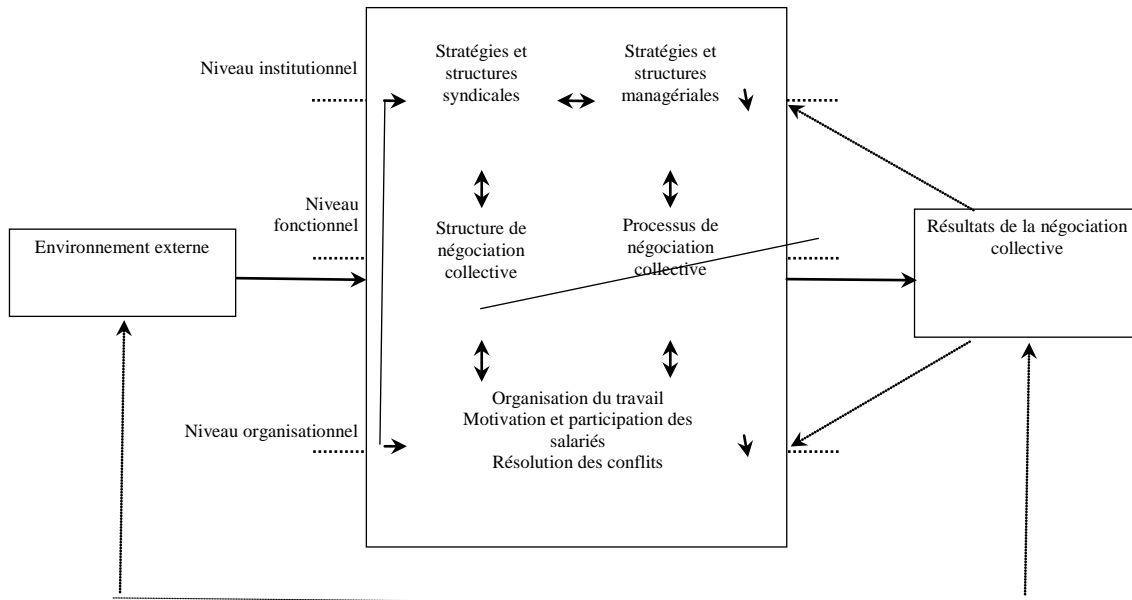 Niveau institutionnel
Stratégies et
structures
syndicales
Stratégies et
structures
managériales
Niveau
fonctionnel
Environnement externe
Structure de
négociation
collective
Processus de
négociation
collective
Résultats de la négociation
collective
Niveau organisationnel
Organisation du travail
Motivation et participation des
salariés
Résolution des conflits